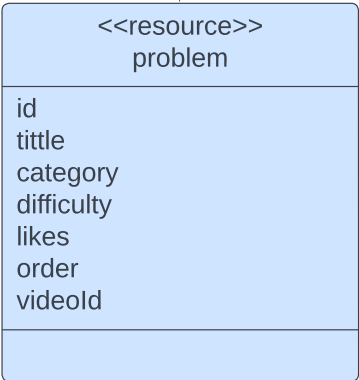 <<resource>>
problem
id
tittle
category
difficulty
likes
order
videoId